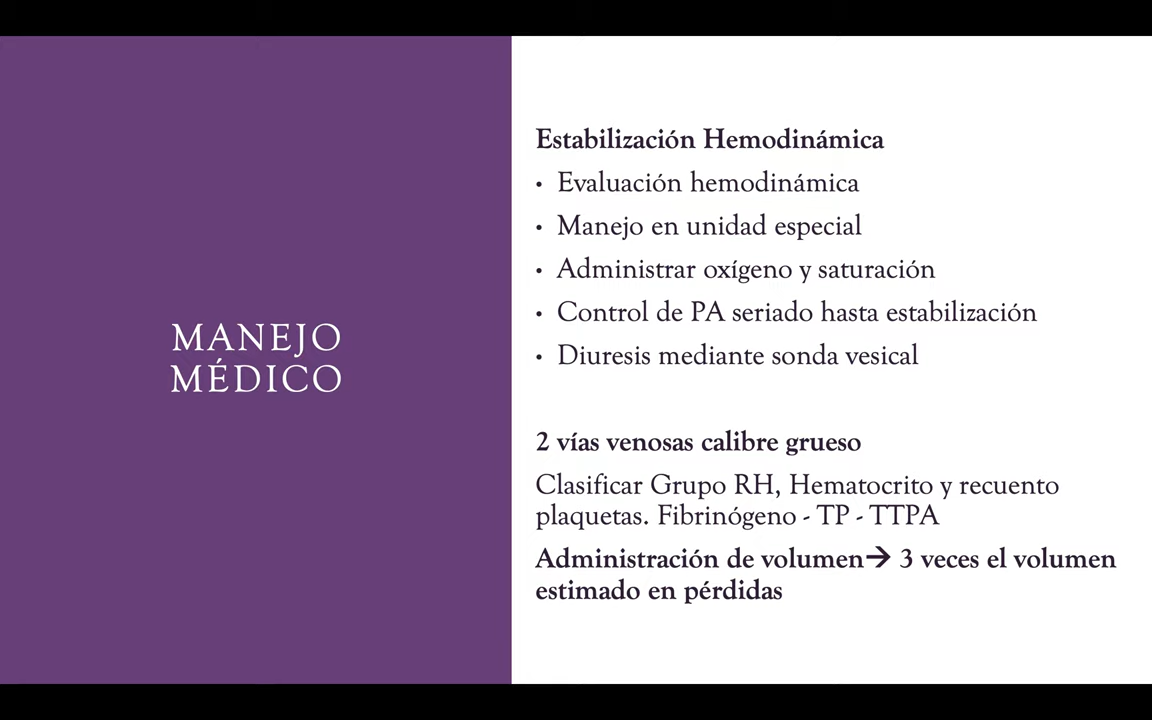 MANEJO
MÉDICO
Estabilización Hemodinámica
• Evaluación hemodinámica
• Manejo en unidad especial
• Administrar oxígeno y saturación
• Control de PA seriado hasta estabilización
• Diuresis mediante sonda vesical
2 vías venosas calibre grueso
Clasificar Grupo RH, Hematocrito y recuento
plaquetas. Fibrinógeno - TP - TTPA
Administración de volumen→ 3 veces el volumen
estimado en pérdidas